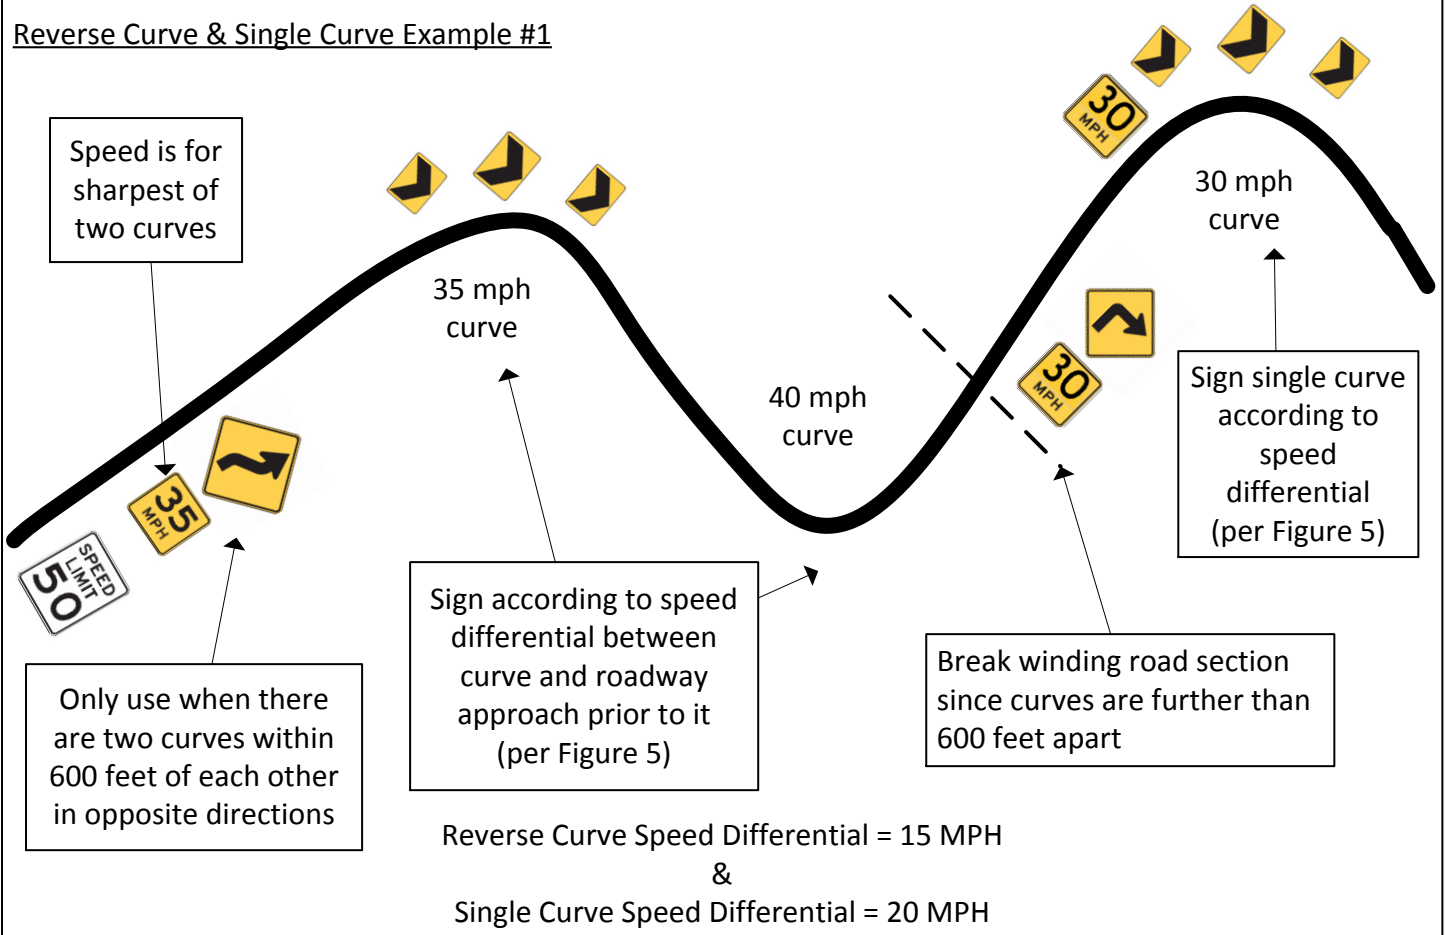 Reverse Curve & Single Curve Example #1
Speed is for
sharpest of
two curves
35 mph
curve
30
MPH
30 mph
curve
40 mph
curve
30
MPH
Sign single curve
according to
speed
differential
(per Figure 5)
35
MPH
SPEED
LIMIT
50
Sign according to speed
differential between
curve and roadway
approach prior to it
(per Figure 5)
Only use when there
are two curves within
600 feet of each other
in opposite directions
Break winding road section
since curves are further than
600 feet apart
Reverse Curve Speed Differential = 15 MPH
&
Single Curve Speed Differential = 20 MPH